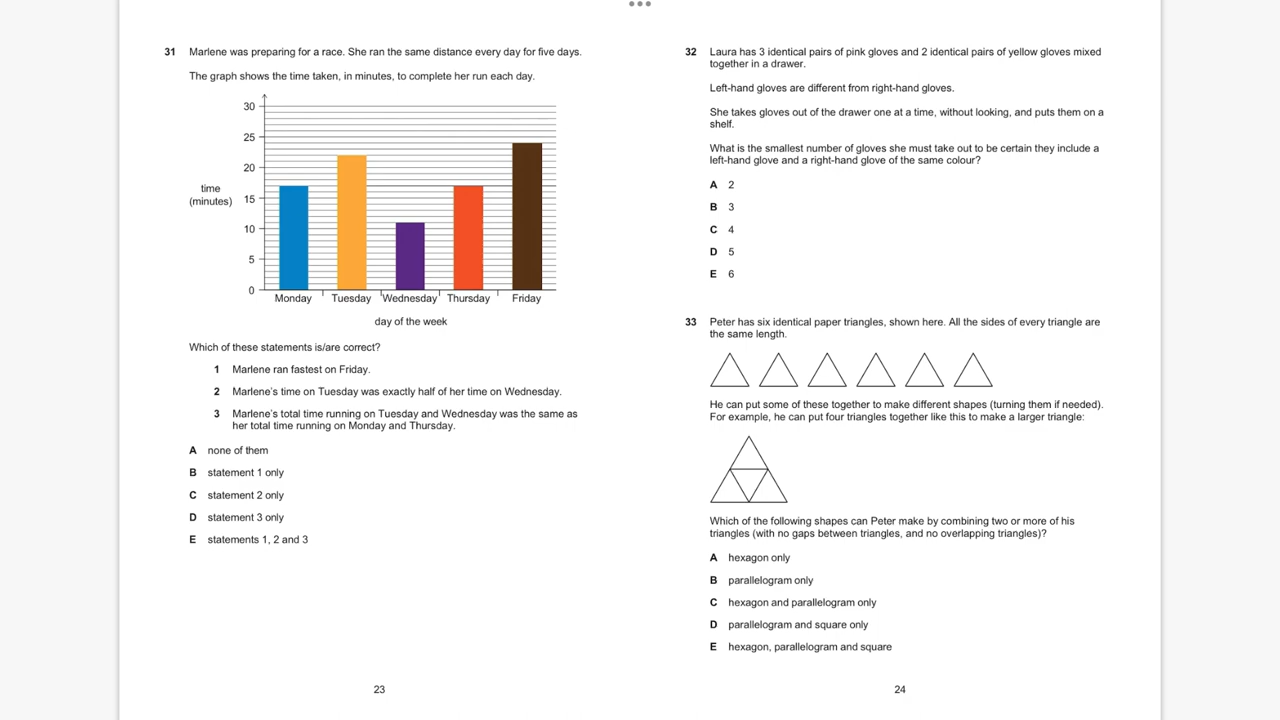 31 Marlene was preparing for a race. She ran the same distance every day for five days.
The graph shows the time taken, in minutes, to complete her run each day.
30
25
20
time
(minutes)
15
10
5
0
Monday Tuesday Wednesday Thursday Friday
day of the week
Which of these statements is/are correct?
1 Marlene ran fastest on Friday.
2 Marlene's time on Tuesday was exactly half of her time on Wednesday.
3 Marlene's total time running on Tuesday and Wednesday was the same as
her total time running on Monday and Thursday.
A none of them
B statement 1 only
C statement 2 only
D statement 3 only
E statements 1, 2 and 3
23
32 Laura has 3 identical pairs of pink gloves and 2 identical pairs of yellow gloves mixed
together in a drawer.
Left-hand gloves are different from right-hand gloves.
She takes gloves out of the drawer one at a time, without looking, and puts them on a
shelf.
What is the smallest number of gloves she must take out to be certain they include a
left-hand glove and a right-hand glove of the same colour?
A 2
B 3
C 4
D 5
E 6
33 Peter has six identical paper triangles, shown here. All the sides of every triangle are
the same length.
He can put some of these together to make different shapes (turning them if needed).
For example, he can put four triangles together like this to make a larger triangle:
Which of the following shapes can Peter make by combining two or more of his
triangles (with no gaps between triangles, and no overlapping triangles)?
A hexagon only
B parallelogram only
C hexagon and parallelogram only
D parallelogram and square only
E hexagon, parallelogram and square
24